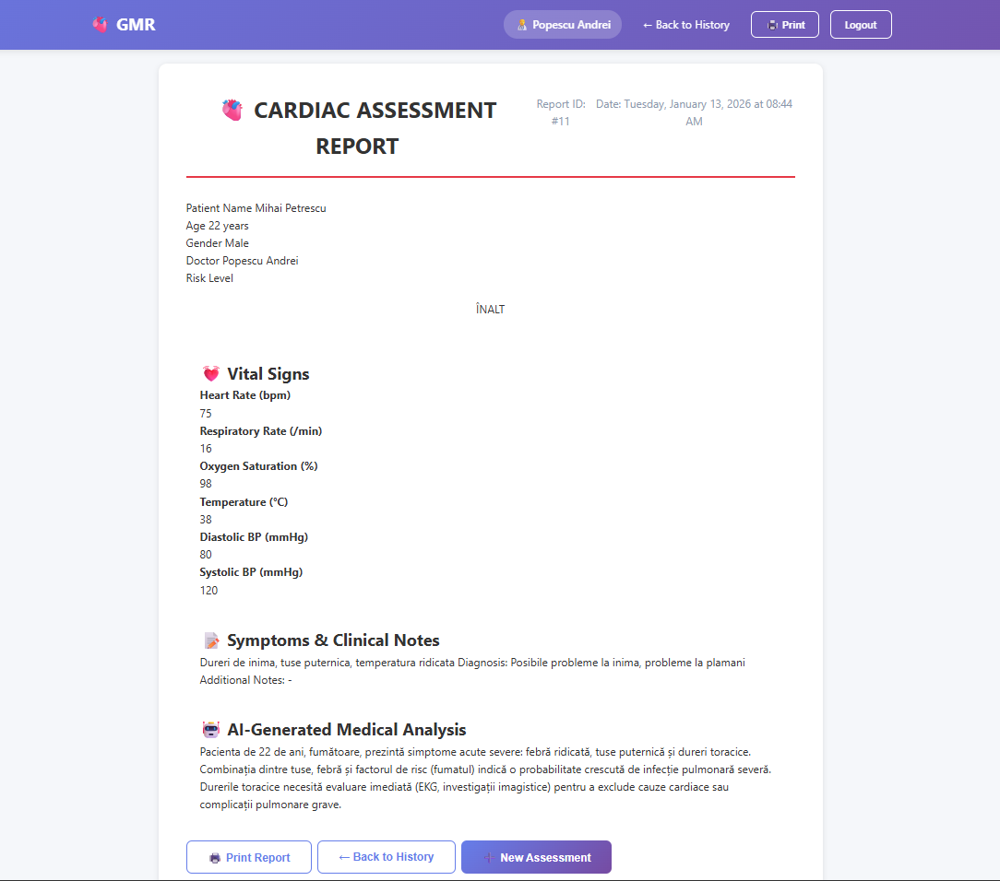 GMR
Popescu Andrei
← Back to History
Print
Logout
CARDIAC ASSESSMENT
REPORT
Report ID:
#11
Date: Tuesday, January 13, 2026 at 08:44
AM
Patient Name Mihai Petrescu
Age 22 years
Gender Male
Doctor Popescu Andrei
Risk Level
ÎNALT
Vital Signs
Heart Rate (bpm)
75
Respiratory Rate (/min)
16
Oxygen Saturation (%)
98
Temperature (°C)
38
Diastolic BP (mmHg)
80
Systolic BP (mmHg)
120
Symptoms & Clinical Notes
Dureri de inima, tuse puternica, temperatura ridicata Diagnosis: Posibile probleme la inima, probleme la plamani
Additional Notes: -
AI-Generated Medical Analysis
Pacienta de 22 de ani, fumătoare, prezintă simptome acute severe: febră ridicată, tuse puternică și dureri toracice.
Combinația dintre tuse, febră și factorul de risc (fumatul) indică o probabilitate crescută de infecție pulmonară severă.
Durerile toracice necesită evaluare imediată (EKG, investigații imagistice) pentru a exclude cauze cardiace sau
complicații pulmonare grave.
Print Report
← Back to History
New Assessment